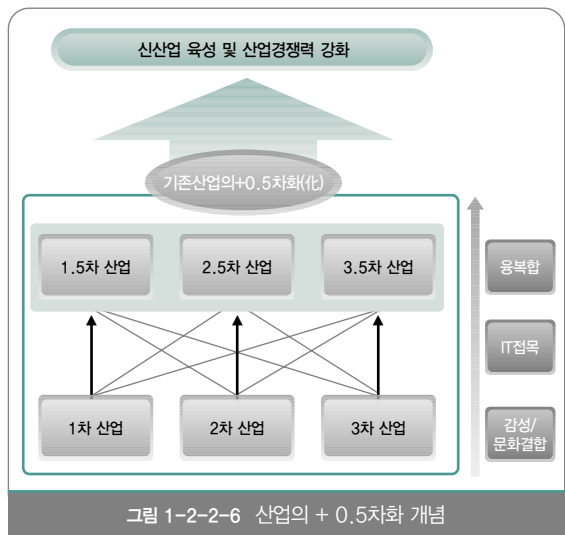 신산업 육성 및 산업경쟁력 강화
기존산업의+0.5차화(化)
1.5차 산업
2.5차 산업
3.5차 산업
융복합
IT접목
1차 산업
2차 산업
3차 산업
감성/
문화결합
그림 1-2-2-6 산업의 + 0.5차화 개념